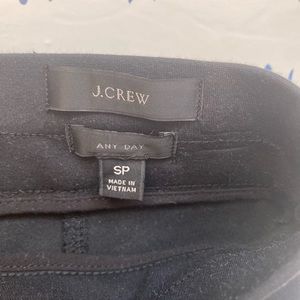 J.CREW
ANY DAY
SP
MADE IN
VIETNAM